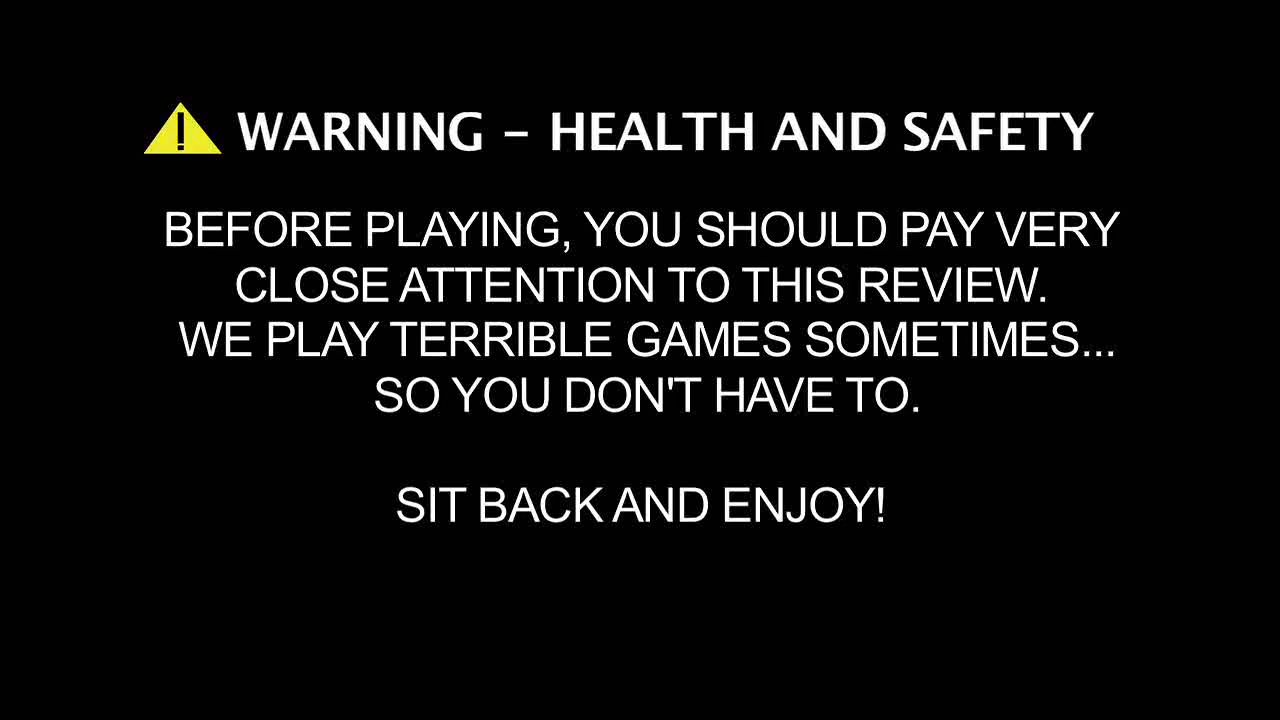 ! WARNING – HEALTH AND SAFETY
BEFORE PLAYING, YOU SHOULD PAY VERY
CLOSE ATTENTION TO THIS REVIEW.
WE PLAY TERRIBLE GAMES SOMETIMES...
SO YOU DON'T HAVE TO.
SIT BACK AND ENJOY!